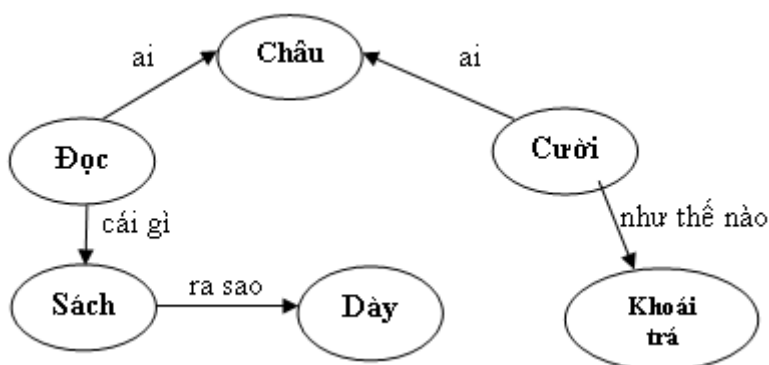 ai
Châu
ai
Đọc
Cười
cái gì
như thế nào
Sách
ra sao
Dày
Khoái
trá